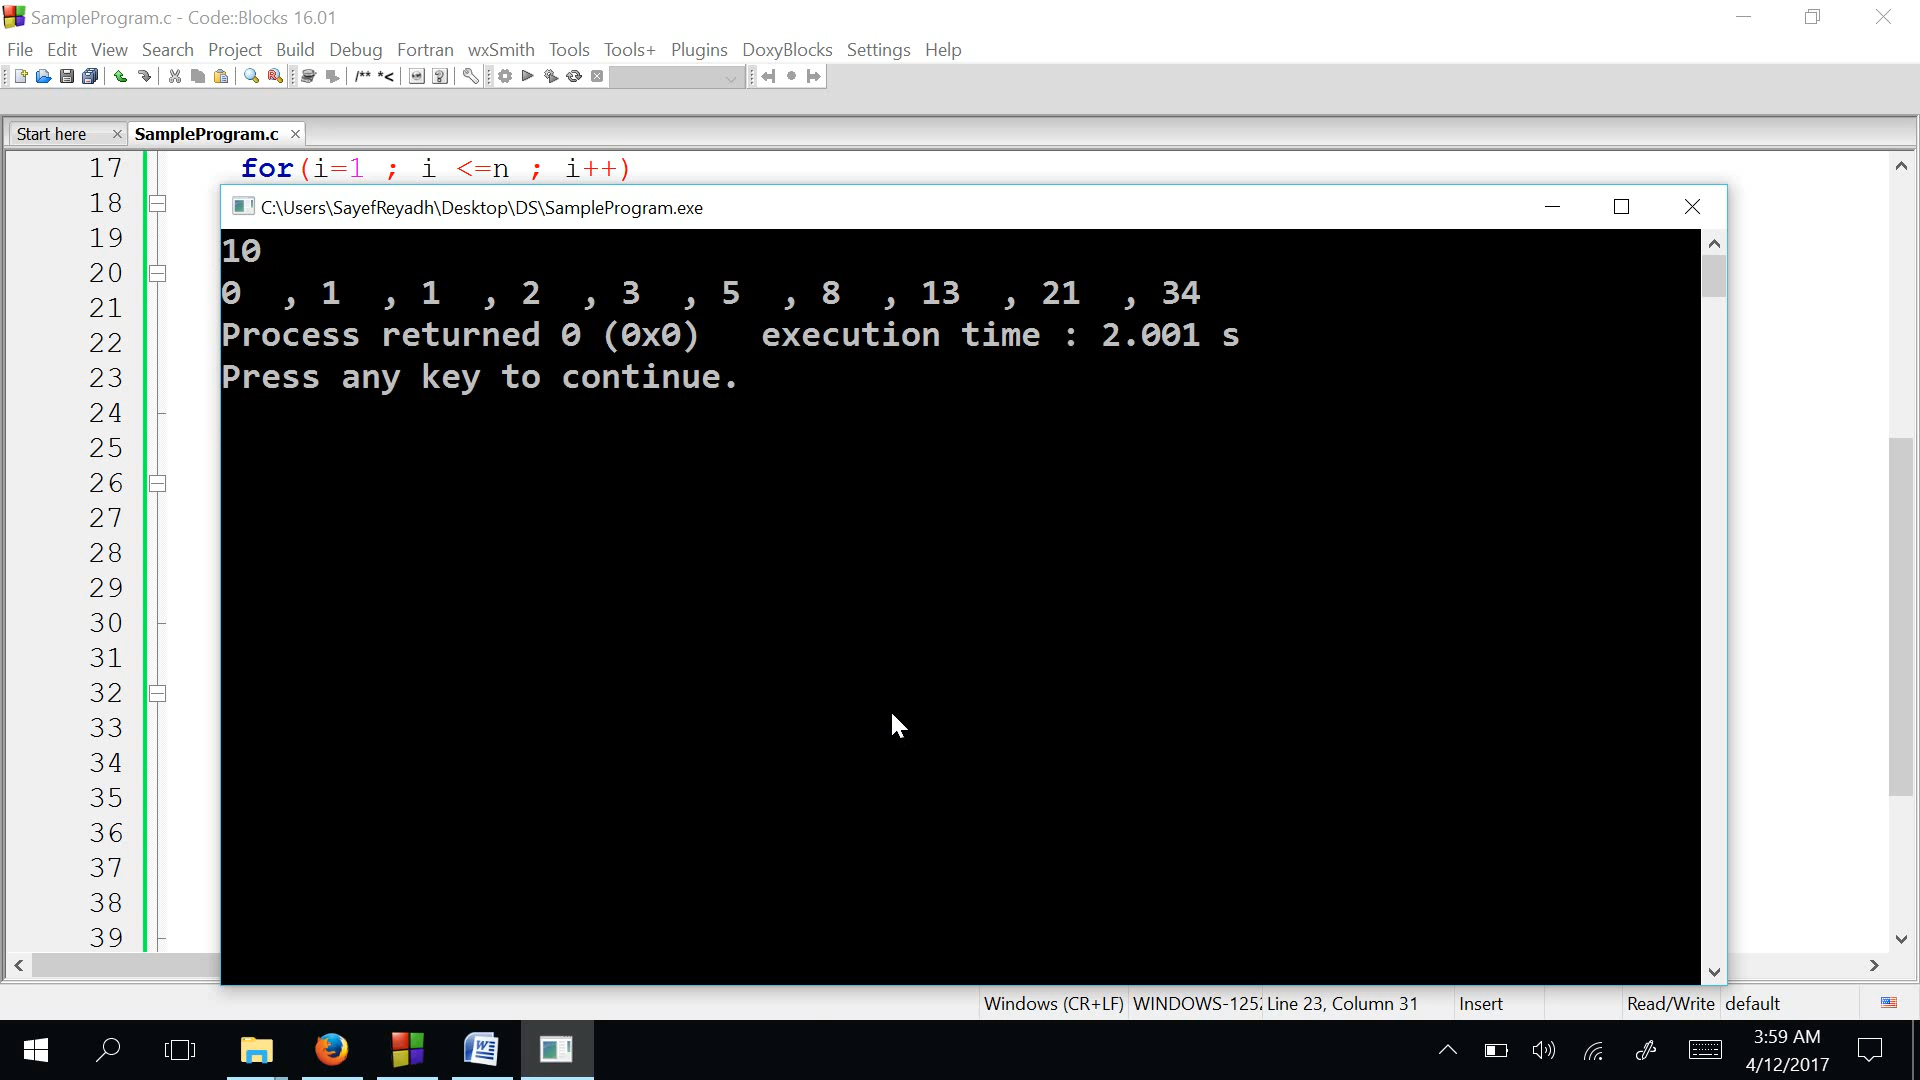 SampleProgram.c - Code::Blocks 16.01
File Edit View Search Project Build Debug Fortran wxSmith Tools Tools+ Plugins DoxyBlocks Settings Help
/** *<
Start here SampleProgram.c
17 for(i=1 ; i <=n ; i++)
18
C:\Users\SayefReyadh\Desktop\DS\SampleProgram.exe
19
20
21
22
23
24
25
26
27
28
29
30
31
32
33
34
35
36
37
38
39
10
0 , 1 , 1 , 2 , 3 , 5 , 8 , 13 , 21 , 34
Process returned 0 (0x0) execution time : 2.001 s
Press any key to continue.
Windows (CR+LF) WINDOWS-125 Line 23, Column 31 Insert Read/Write default
3:59 AM
4/12/2017